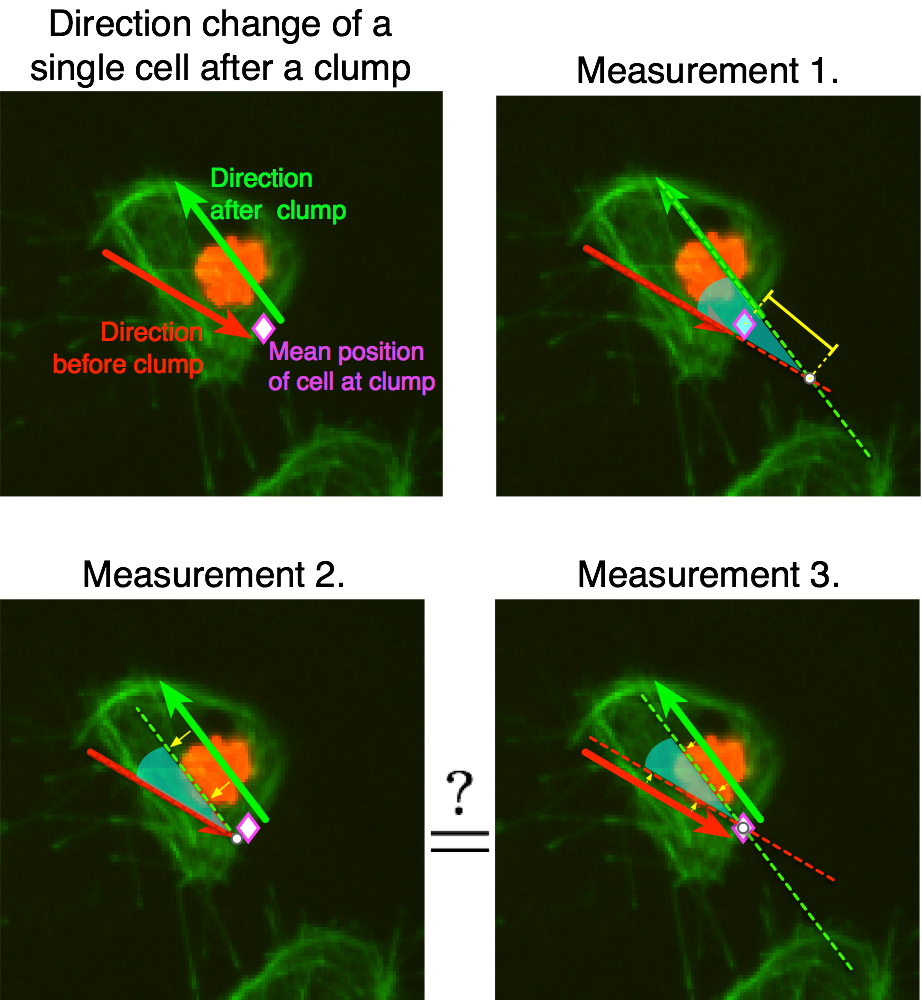 Direction change of a
single cell after a clump
Direction
after clump
Direction
before clump
Mean position
of cell at clump
Measurement 1.
Measurement 2.
Measurement 3.
?